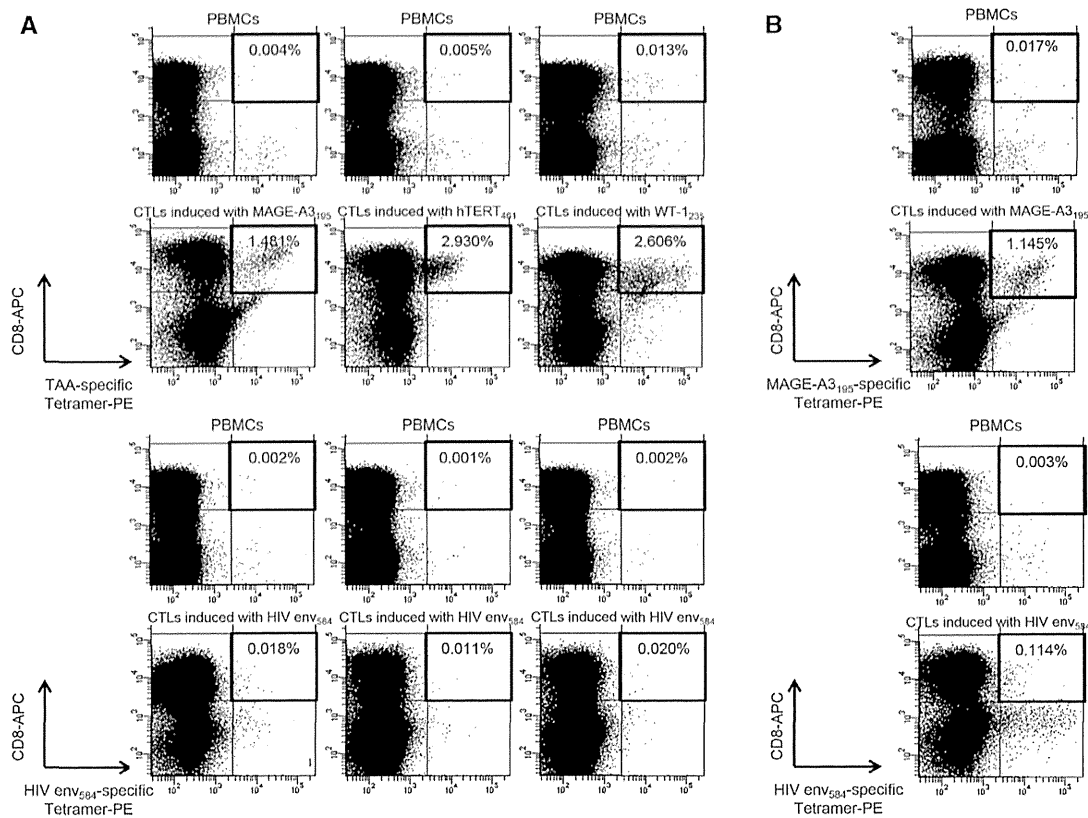 A
PBMCs
PBMCs
PBMCs
B
PBMCs
0.004%
0.005%
0.013%
0.017%
CTLs induced with MAGE-A3195
CTLs induced with hTERT461
CTLs induced with WT-1235
CTLs induced with MAGE-A3195
1.481%
2.930%
2.606%
1.145%
CD8-APC
CD8-APC
TAA-specific
Tetramer-PE
MAGE-A3195-specific
Tetramer-PE
PBMCs
PBMCs
PBMCs
PBMCs
0.002%
0.001%
0.002%
0.003%
CTLs induced with HIV env584
CTLs induced with HIV env584
CTLs induced with HIV env584
CTLs induced with HIV env584
0.018%
0.011%
0.020%
0.114%
CD8-APC
CD8-APC
HIV env584-specific
Tetramer-PE
HIV env584-specific
Tetramer-PE